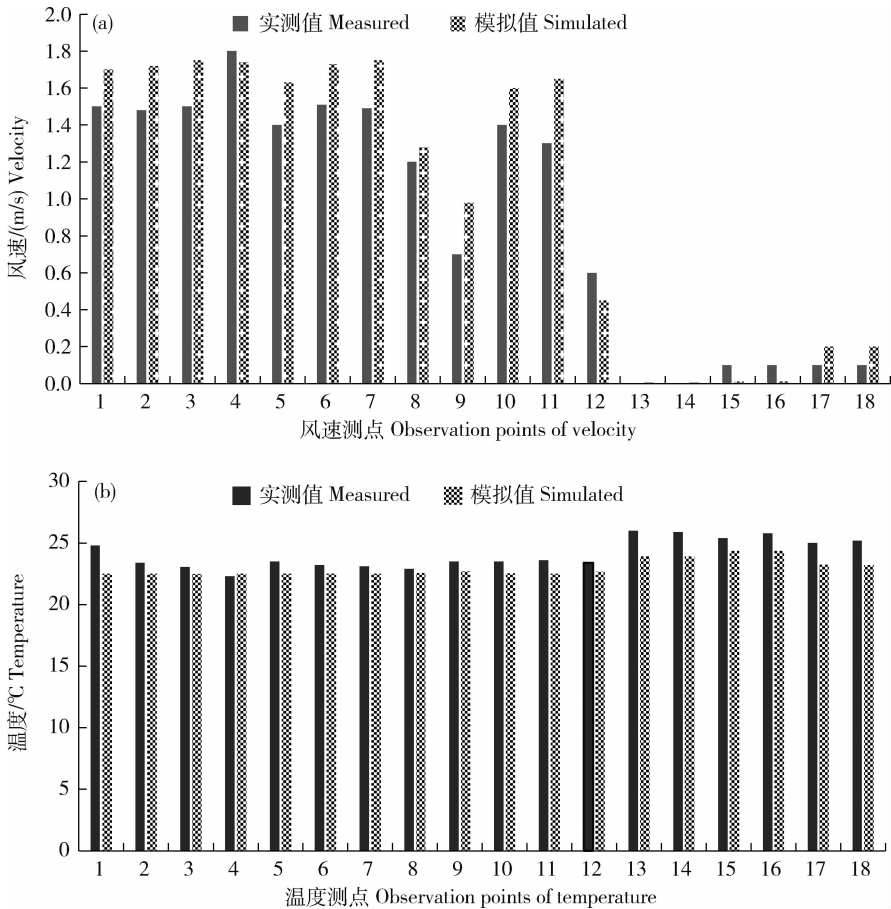 (a) 实测值 Measured 模拟值 Simulated
2.0
1.8
1.6
1.4
1.2
1.0
0.8
0.6
0.4
0.2
0.0
风速/(m/s) Velocity
1 2 3 4 5 6 7 8 9 10 11 12 13 14 15 16 17 18
风速测点 Observation points of velocity
(b) 实测值 Measured 模拟值 Simulated
30
25
20
15
10
5
0
温度/℃ Temperature
1 2 3 4 5 6 7 8 9 10 11 12 13 14 15 16 17 18
温度测点 Observation points of temperature